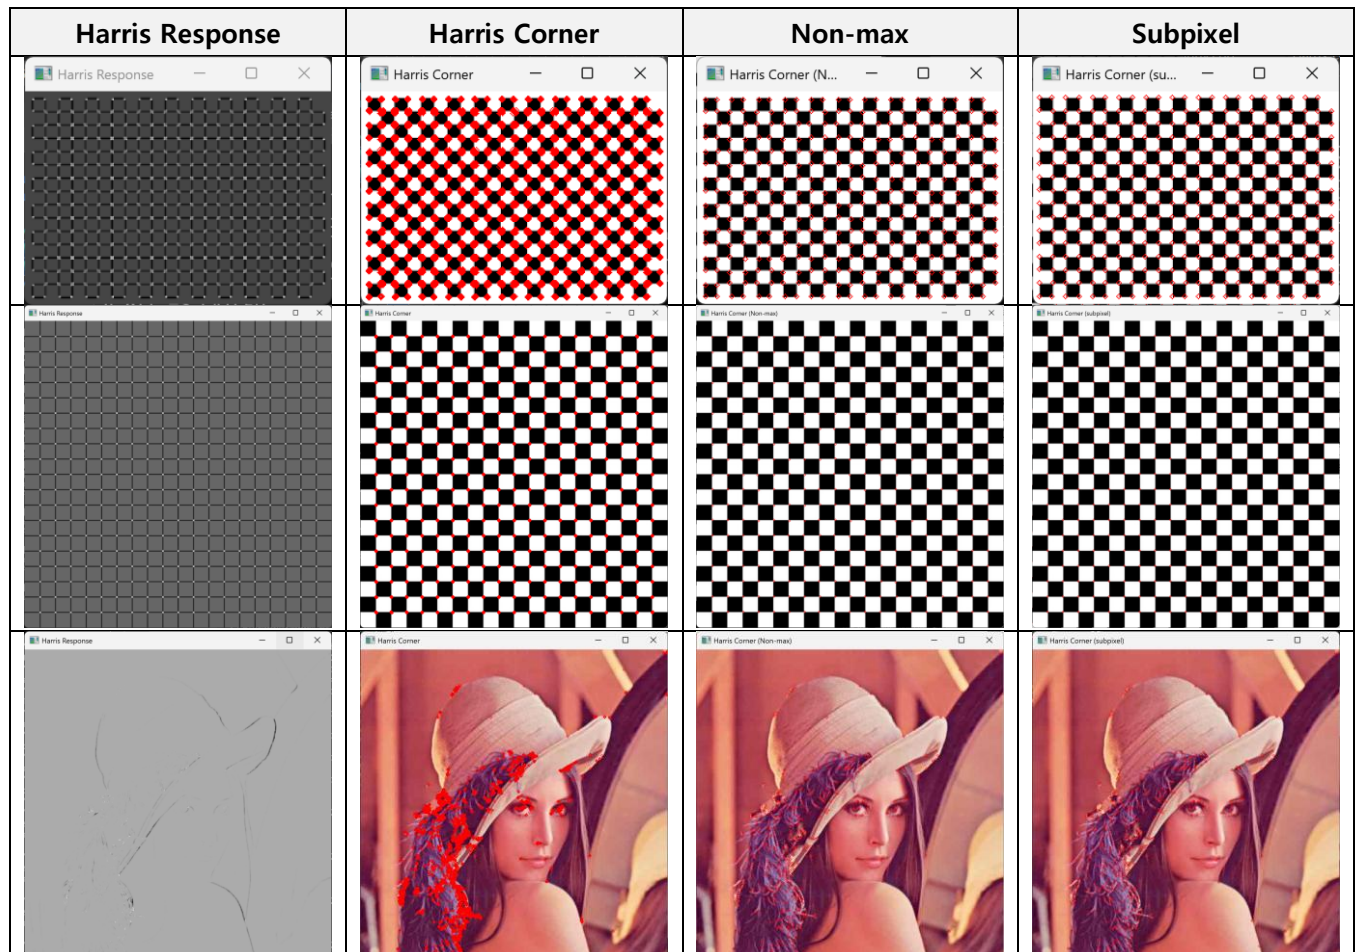 Harris Response Harris Corner Non-max Subpixel
Harris Response Harris Corner Harris Corner (N... Harris Corner (su...
Harris Response Harris Corner Harris Corner (Non-max) Harris Corner (subpixel)
Harris Response Harris Corner Harris Corner (Non-max) Harris Corner (subpixel)